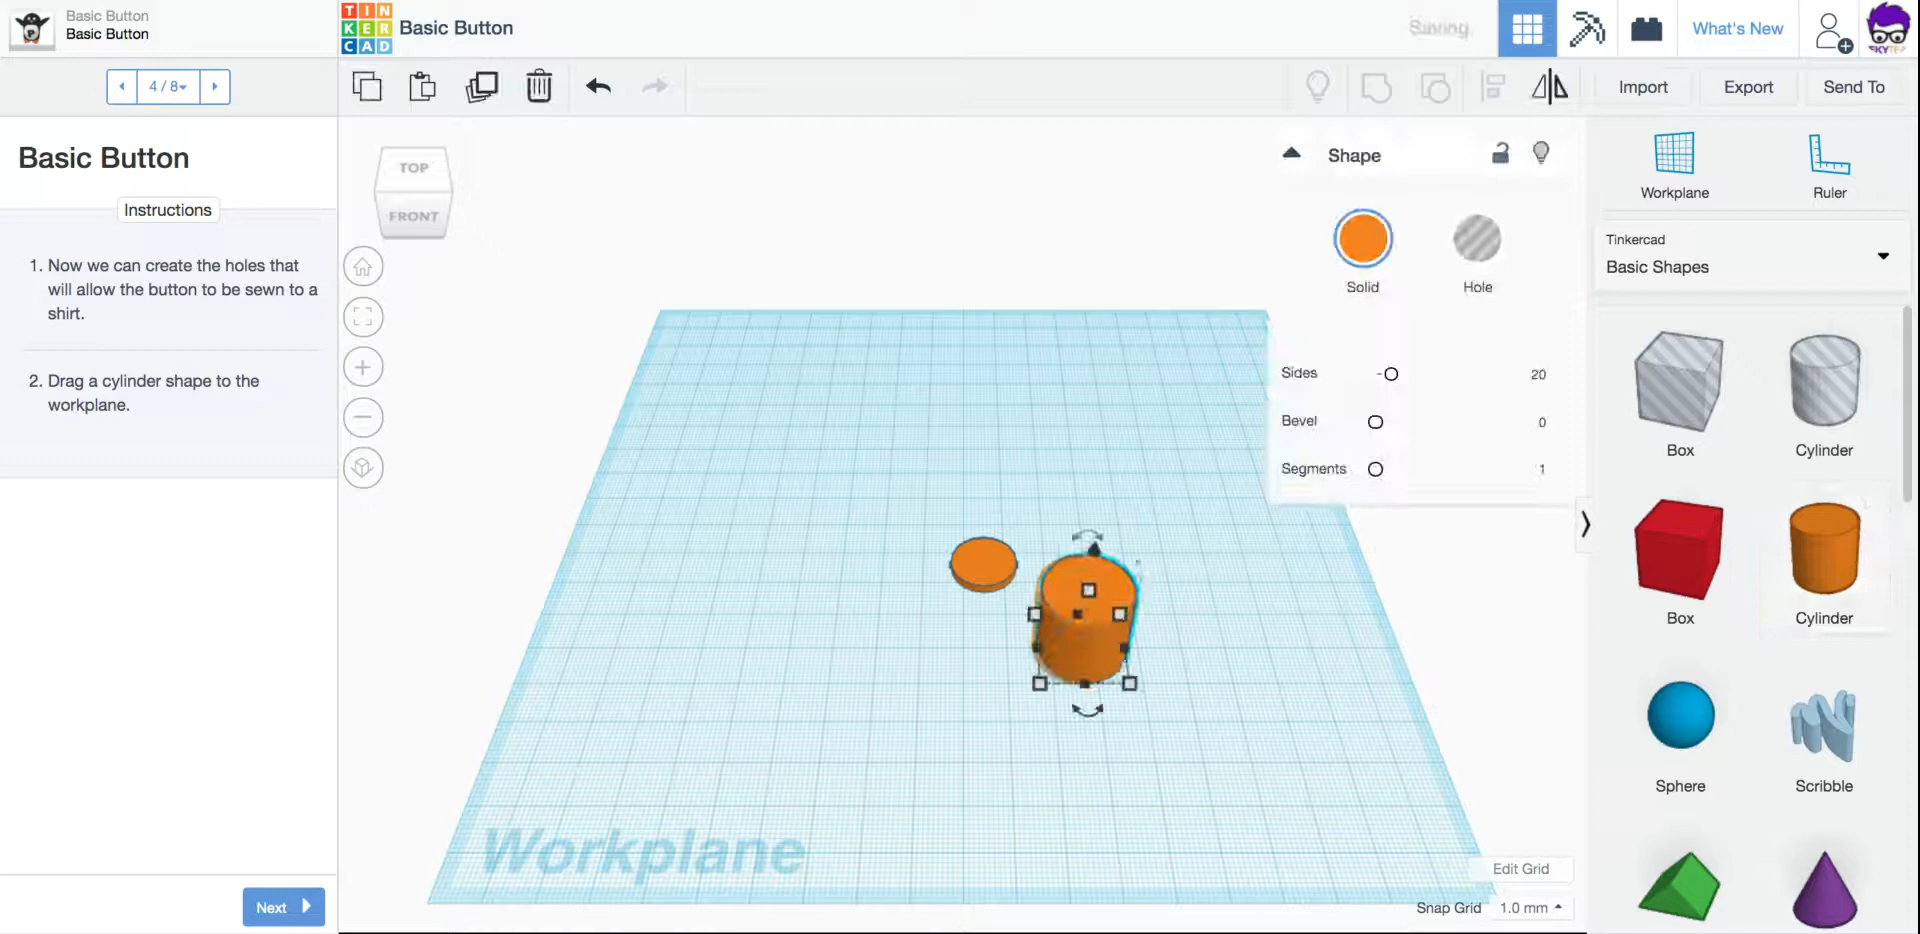 Basic Button
Basic Button
4 / 8
Basic Button
Instructions
1. Now we can create the holes that
will allow the button to be sewn to a
shirt.
2. Drag a cylinder shape to the
workplane.
Next
TIN
KER
CAD
Basic Button
Saving
What's New
Import
Export
Send To
TOP
FRONT
Shape
Solid
Hole
Sides
20
Bevel
0
Segments
1
Workplane
Edit Grid
Snap Grid
1.0 mm
Workplane
Ruler
Tinkercad
Basic Shapes
Box
Cylinder
Box
Cylinder
Sphere
Scribble